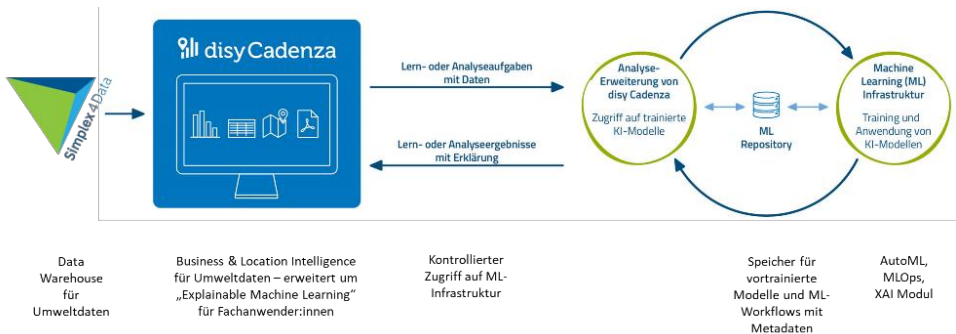 Simplex4Data
disy Cadenza
Lern- oder Analyseaufgaben
mit Daten
Lern- oder Analyseergebnisse
mit Erklärung
Analyse-
Erweiterung von
disy Cadenza
Zugriff auf trainierte
KI-Modelle
ML
Repository
Machine
Learning (ML)
Infrastruktur
Training und
Anwendung von
KI-Modellen
Data
Warehouse
für
Umweltdaten
Business & Location Intelligence
für Umweltdaten – erweitert um
„Explainable Machine Learning“
für Fachanwender:innen
Kontrollierter
Zugriff auf ML-
Infrastruktur
Speicher für
vortrainierte
Modelle und ML-
Workflows mit
Metadaten
AutoML,
MLOps,
XAI Modul